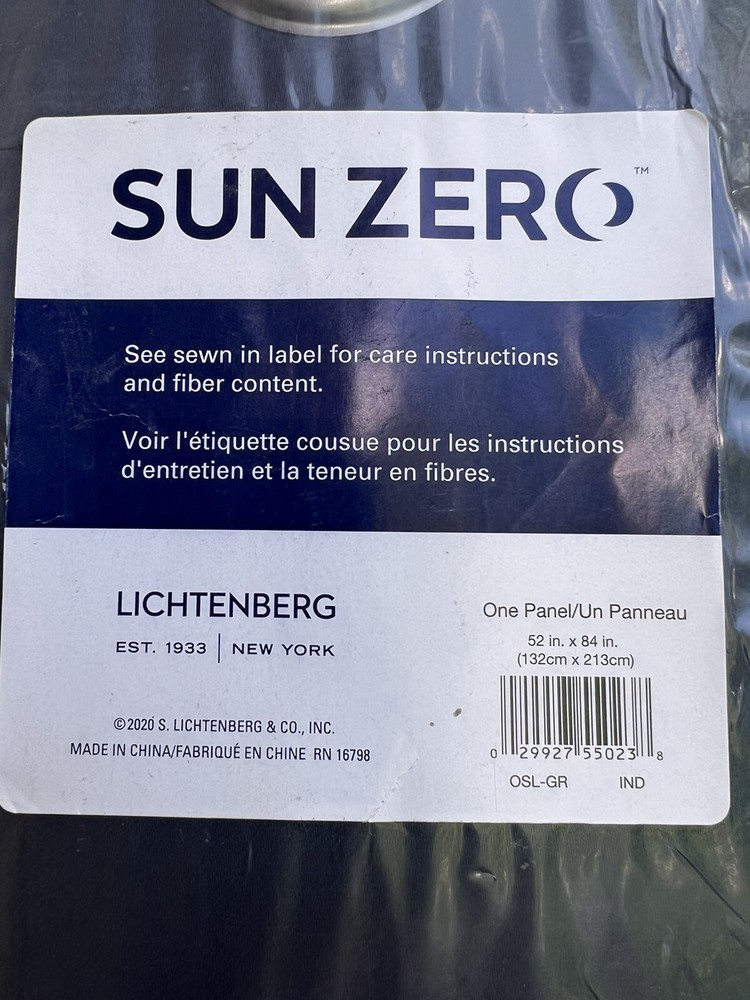 SUN ZERO™
See sewn in label for care instructions
and fiber content.
Voir l'étiquette cousue pour les instructions
d'entretien et la teneur en fibres.
LICHTENBERG
EST. 1933 | NEW YORK
©2020 S. LICHTENBERG & CO., INC.
MADE IN CHINA/FABRIQUÉ EN CHINE RN 16798
One Panel/Un Panneau
52 in. x 84 in.
(132cm x 213cm)
0 29927 55023 8
OSL-GR IND